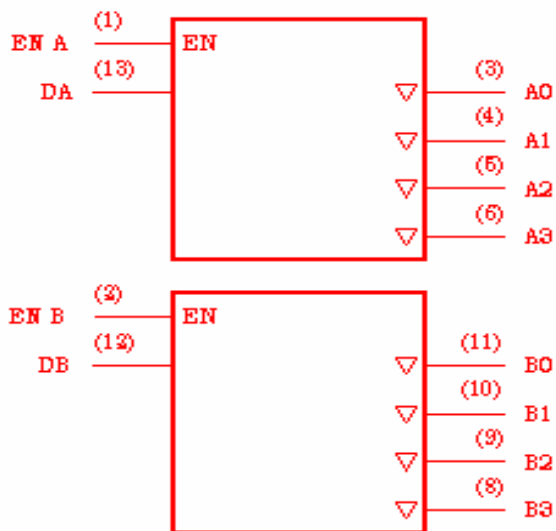 (1)
EN A EN
(13)
DA (3) A0
(4) A1
(5) A2
(6) A3
(2)
EN B EN
(12)
DB (11) B0
(10) B1
(9) B2
(8) B3